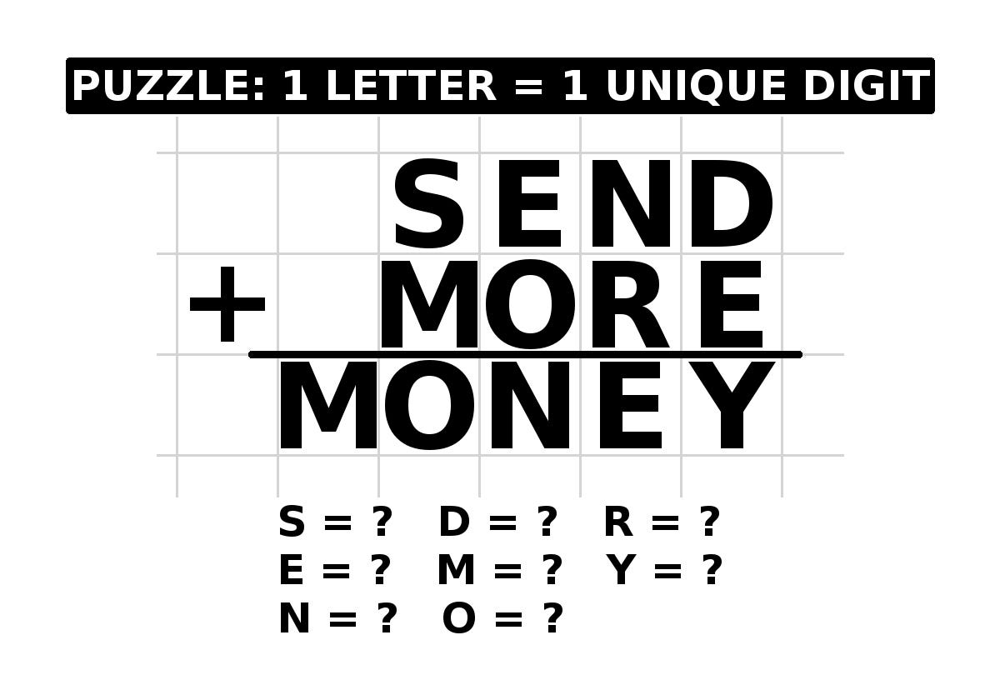 PUZZLE: 1 LETTER = 1 UNIQUE DIGIT
SEND
+ MORE
MONEY
S = ? D = ? R = ?
E = ? M = ? Y = ?
N = ? O = ?